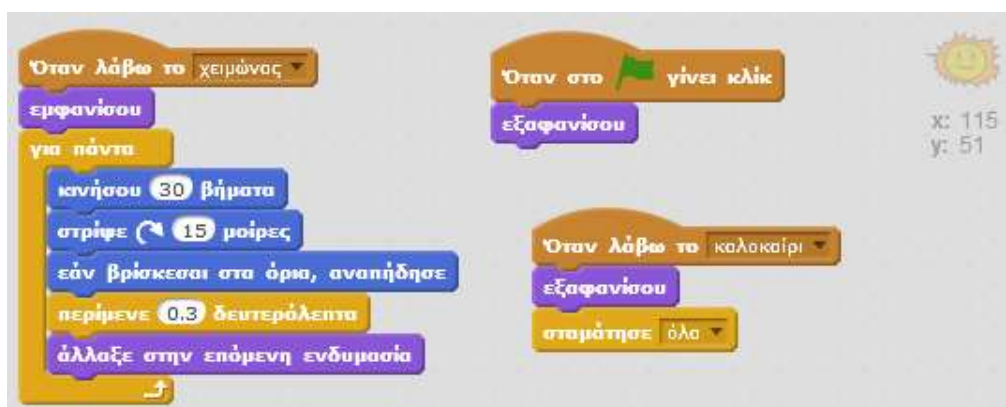 Όταν λάβω το χειμώνας
εμφανίσου
για πάντα
κινήσου 30 βήματα
στρίψε 15 μοίρες
εάν βρίσκεσαι στα όρια, αναπήδησε
περίμενε 0.3 δευτερόλεπτα
άλλαξε στην επόμενη ενδυμασία
Όταν στο γίνει κλίκ
εξαφανίσου
x: 115
y: 51
Όταν λάβω το καλοκαίρι
εξαφανίσου
σταμάτησε όλα